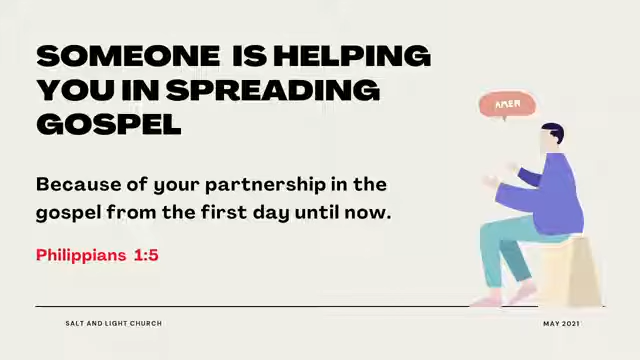 SOMEONE IS HELPING
YOU IN SPREADING
GOSPEL
AMEN
Because of your partnership in the
gospel from the first day until now.
Philippians 1:5
SALT AND LIGHT CHURCH
MAY 2021